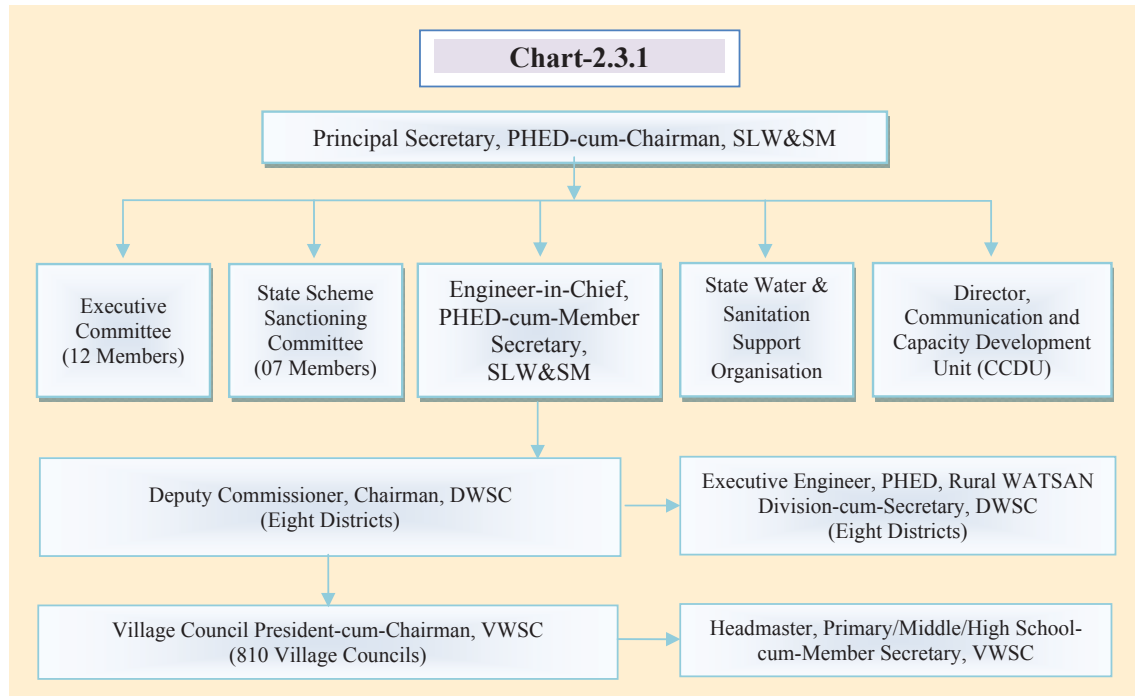 Chart-2.3.1
Principal Secretary, PHED-cum-Chairman, SLW&SM
Executive
Committee
(12 Members)
State Scheme
Sanctioning
Committee
(07 Members)
Engineer-in-Chief,
PHED-cum-Member
Secretary,
SLW&SM
State Water &
Sanitation
Support
Organisation
Director,
Communication and
Capacity Development
Unit (CCDU)
Deputy Commissioner, Chairman, DWSC
(Eight Districts)
Executive Engineer, PHED, Rural WATSAN
Division-cum-Secretary, DWSC
(Eight Districts)
Village Council President-cum-Chairman, VWSC
(810 Village Councils)
Headmaster, Primary/Middle/High School-
cum-Member Secretary, VWSC